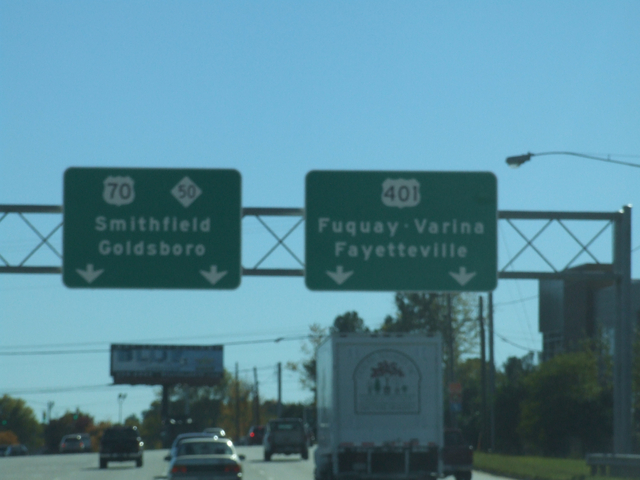 70 50
Smithfield
Goldsboro
401
Fuquay-Varina
Fayetteville